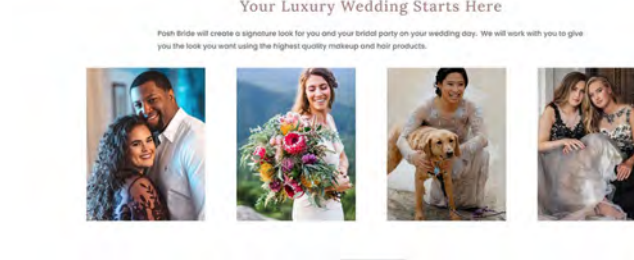 Your Luxury Wedding Starts Here
Posh Bride will create a signature look for you and your bridal party on your wedding day. We will work with you to give
you the look you want using the highest quality makeup and hair products.